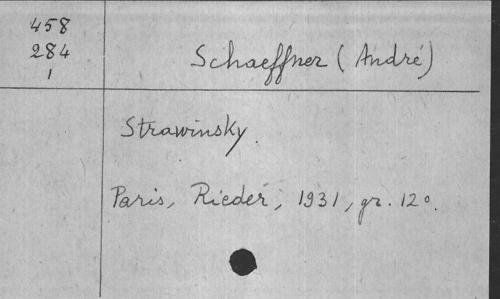 458
284
1
Schaeffner (André)
Strawinsky.
Paris, Rieder, 1931, gr. 12°.